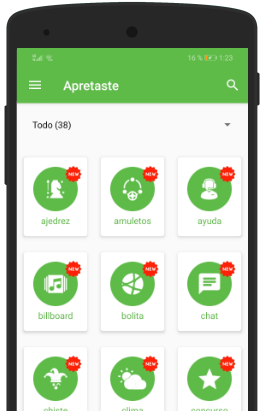 16 % 1:23
Apretaste
Todo (38)
NEW NEW NEW
ajedrez amuletos ayuda
NEW NEW NEW
billboard bolita chat
NEW NEW NEW
chiste clima concurso